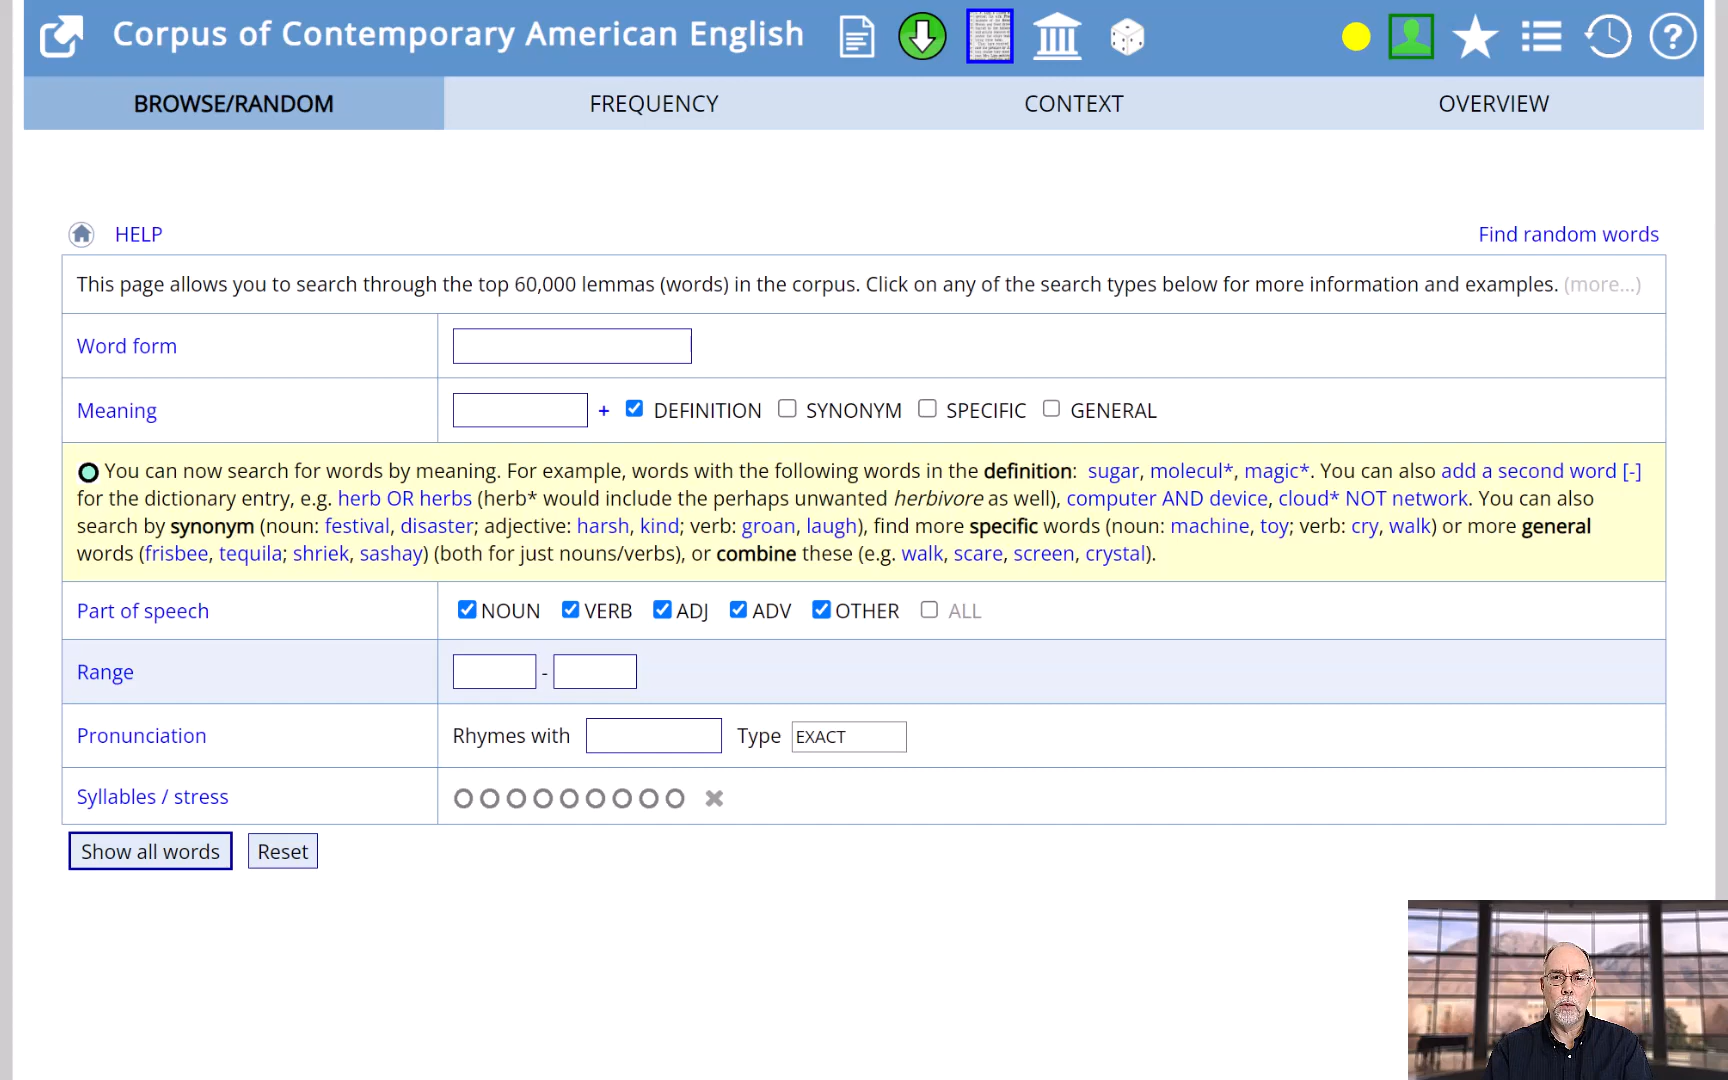 Corpus of Contemporary American English
BROWSE/RANDOM FREQUENCY CONTEXT OVERVIEW
HELP Find random words
This page allows you to search through the top 60,000 lemmas (words) in the corpus. Click on any of the search types below for more information and examples. (more...)
Word form
Meaning + DEFINITION SYNONYM SPECIFIC GENERAL
You can now search for words by meaning. For example, words with the following words in the definition: sugar, molecul*, magic*. You can also add a second word [-]
for the dictionary entry, e.g. herb OR herbs (herb* would include the perhaps unwanted herbivore as well), computer AND device, cloud* NOT network. You can also
search by synonym (noun: festival, disaster; adjective: harsh, kind; verb: groan, laugh), find more specific words (noun: machine, toy; verb: cry, walk) or more general
words (frisbee, tequila; shriek, sashay) (both for just nouns/verbs), or combine these (e.g. walk, scare, screen, crystal).
Part of speech NOUN VERB ADJ ADV OTHER ALL
Range -
Pronunciation Rhymes with Type EXACT
Syllables / stress
Show all words Reset